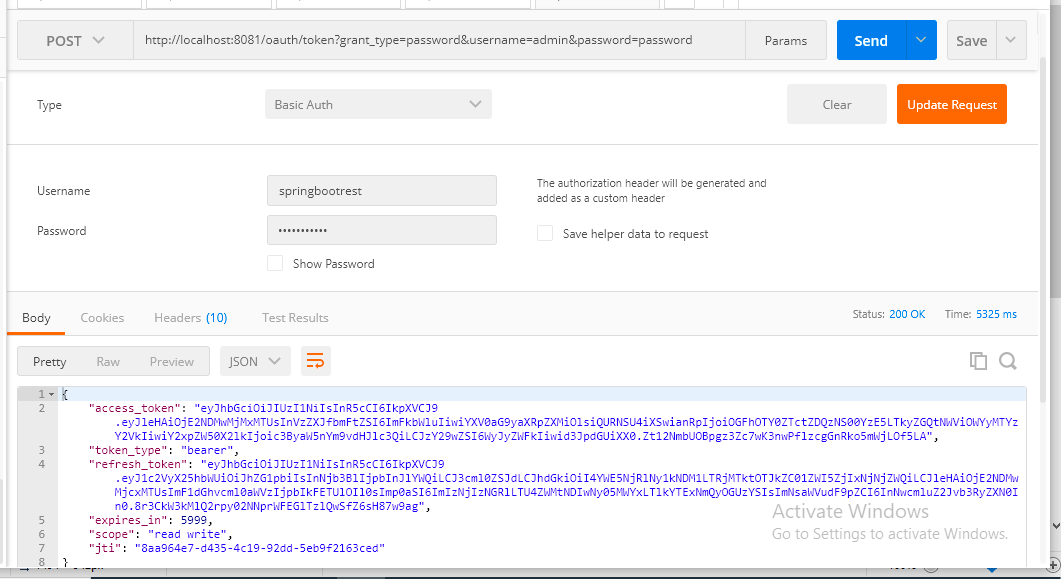 POST
http://localhost:8081/oauth/token?grant_type=password&username=admin&password=password
Params
Send
Save
Type
Basic Auth
Clear
Update Request
Username
springbootrest
The authorization header will be generated and
added as a custom header
Password
•••••••••••
Save helper data to request
Show Password
Body
Cookies
Headers (10)
Test Results
Status: 200 OK
Time: 5325 ms
Pretty
Raw
Preview
JSON
1 {
2 "access_token": "eyJhbGciOiJIUzI1NiIsInR5cCI6IkpXVCJ9
.eyJleHAiOjE2NDMwMjMxMTUsInVzZXJfbmFtZSI6ImFkbWluIiwiYXV0aG9yaXRpZXMiOlsiQURNSU4iXSwianRpIjoiOGFhOTY0ZTctZDQzNS00YzE5LTkyZGQtNWViOWYyMTYz
Y2VkIiwiY2xpZW50X2lkIjoic3ByaW5nYm9vdHJlc3QiLCJzY29wZSI6WyJyZWFkIiwid3JpdGUiXX0.Zt12NmbUOBpgz3Zc7wK3nwPflzcgGnRko5mWjLOf5LA",
3 "token_type": "bearer",
4 "refresh_token": "eyJhbGciOiJIUzI1NiIsInR5cCI6IkpXVCJ9
5 "expires_in": 5999,
6 "scope": "read write",
7 "jti": "8aa964e7-d435-4c19-92dd-5eb9f2163ced"
8 }
Activate Windows
Go to Settings to activate Windows.